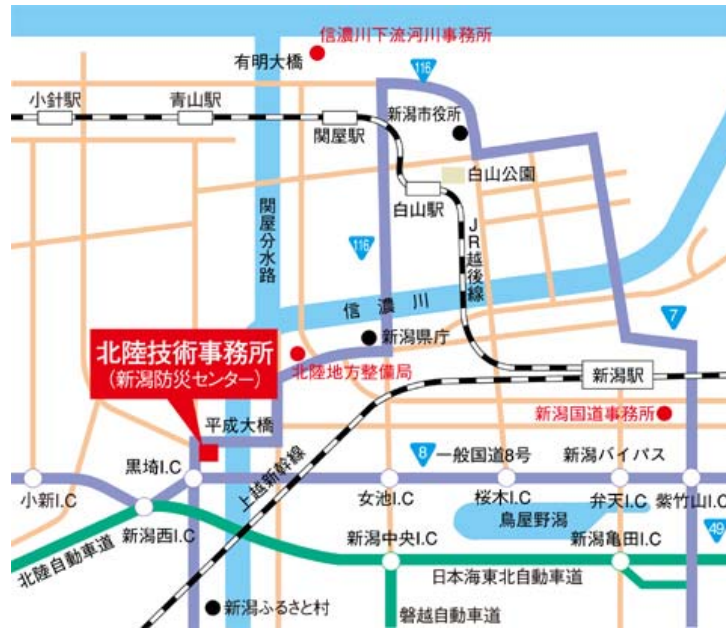 信濃川下流河川事務所
有明大橋
116
小針駅
青山駅
関屋駅
新潟市役所
白山公園
白山駅
関屋分水路
116
JR越後線
信濃川
7
新潟県庁
北陸技術事務所
(新潟防災センター)
北陸地方整備局
新潟駅
平成大橋
新潟国道事務所
黒埼I.C
上越新幹線
8
一般国道8号
新潟バイパス
小新I.C
女池I.C
桜木I.C
弁天I.C
紫竹山I.C
新潟西I.C
鳥屋野潟
49
北陸自動車道
新潟中央I.C
新潟亀田I.C
日本海東北自動車道
新潟ふるさと村
磐越自動車道